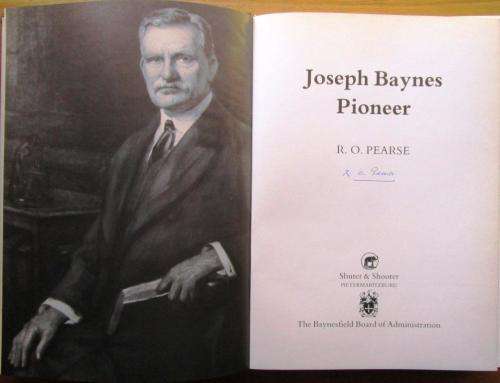 Joseph Baynes
Pioneer
R. O. PEARSE
R. O. Pearse
Shuter & Shooter
PIETERMARITZBURG
The Baynesfield Board of Administration